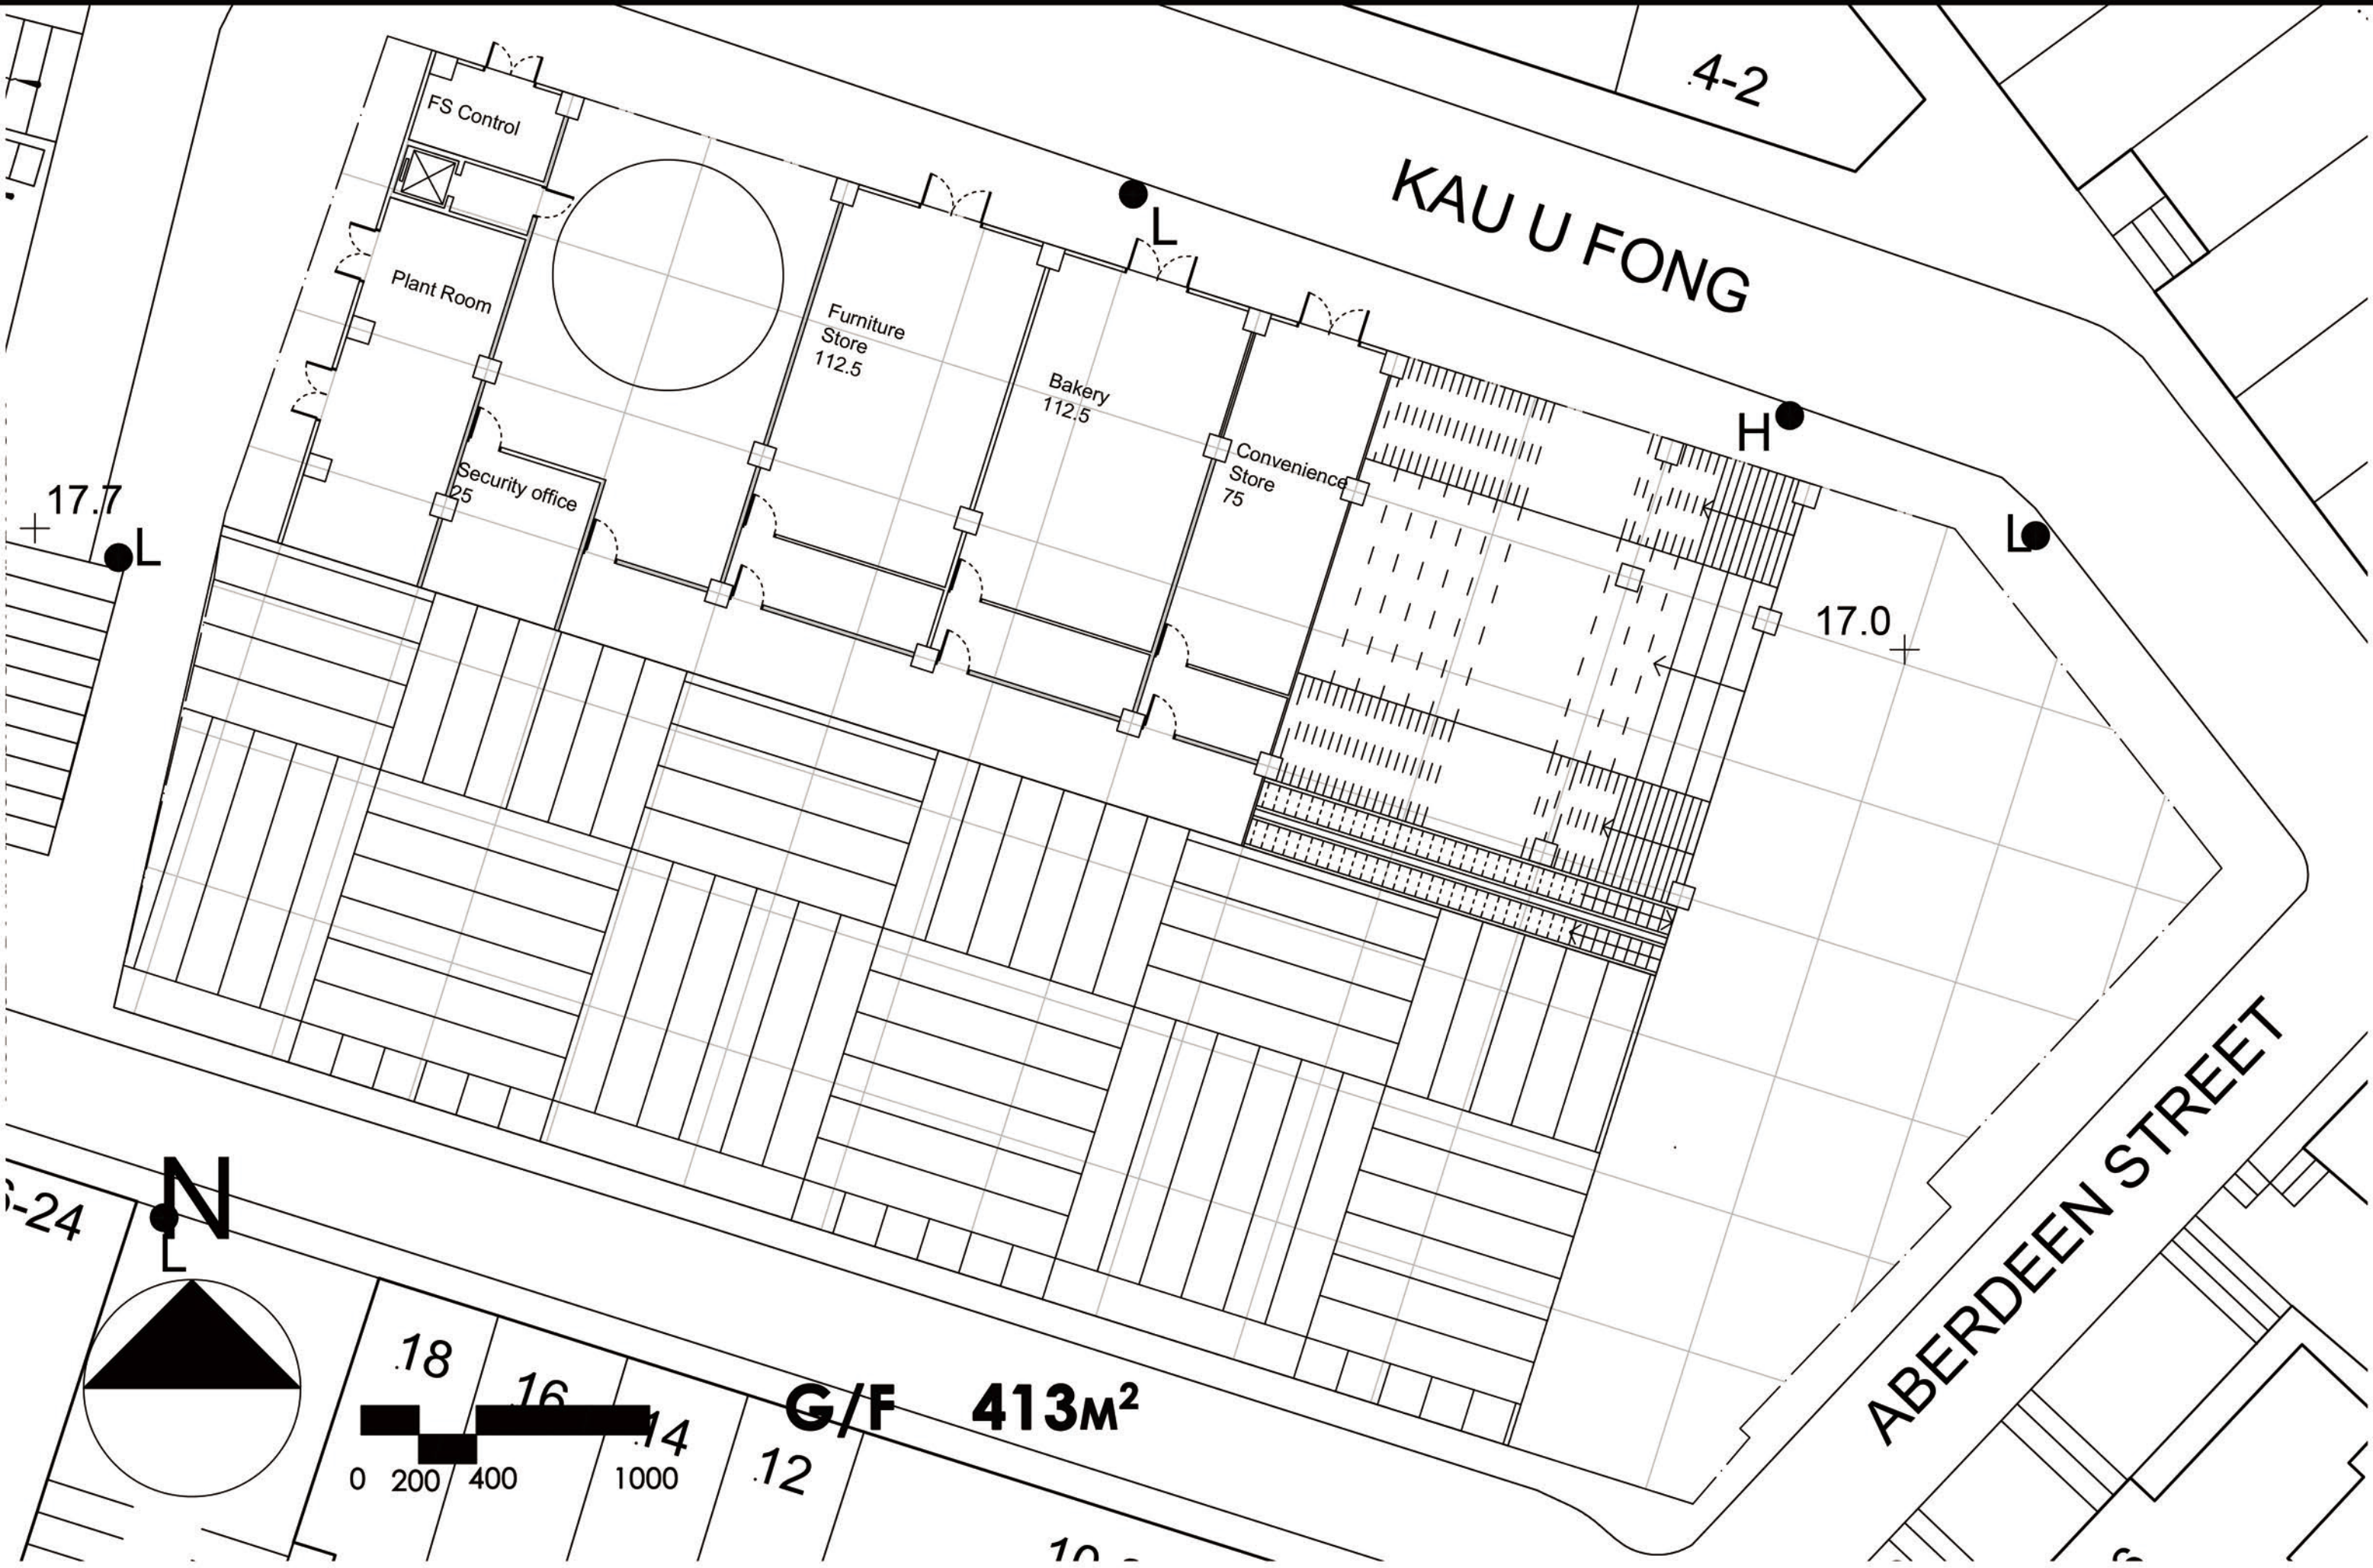 .4-2
FS Control
KAU U FONG
L
Plant Room
Furniture
Store
112.5
Bakery
112.5
H
Convenience
Store
75
Security office
25
17.7
L
L
17.0
ABERDEEN STREET
N
L
.18
16
.14
.12
G/F 413M²
0 200 400 1000